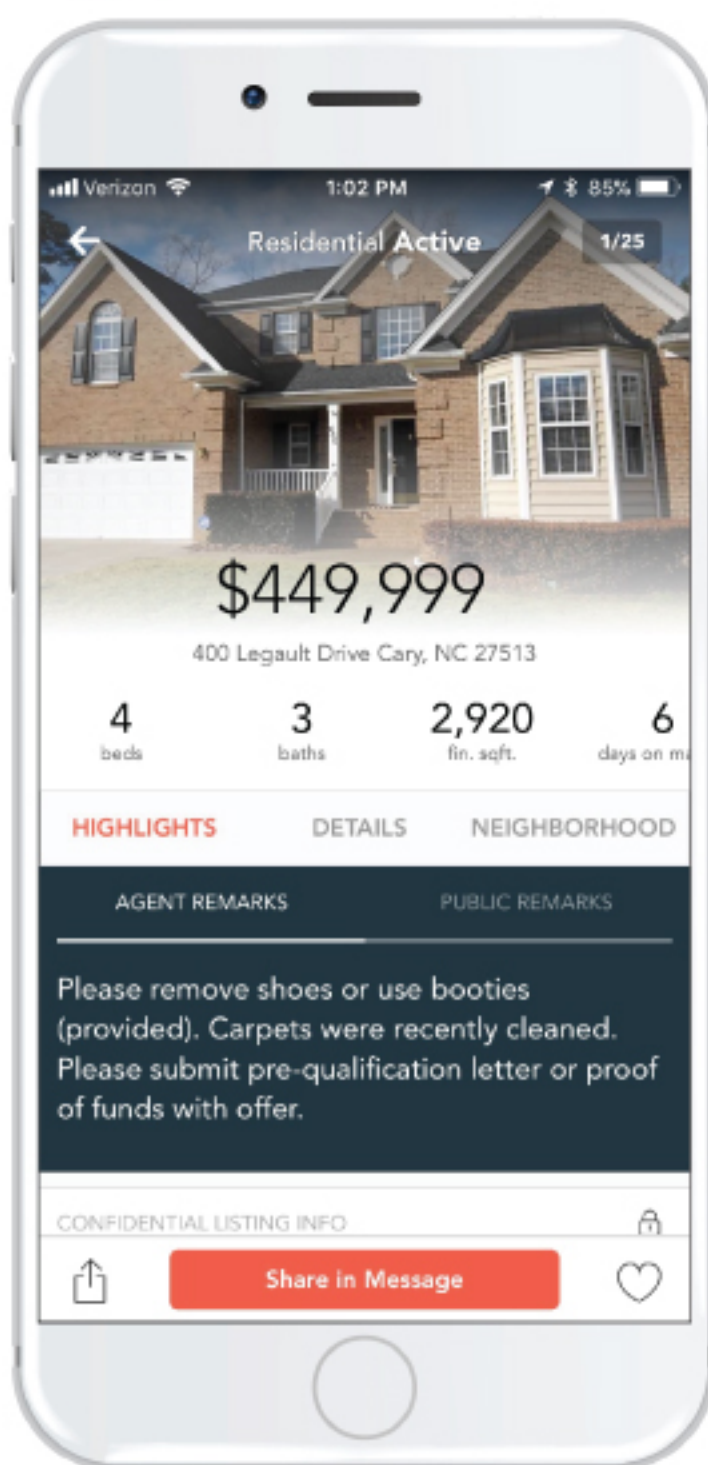 Verizon 1:02 PM 85%
Residential Active 1/25
$449,999
400 Legault Drive Cary, NC 27513
4 3 2,920 6
beds baths fin. sqft. days on ma
HIGHLIGHTS DETAILS NEIGHBORHOOD
AGENT REMARKS PUBLIC REMARKS
Please remove shoes or use booties
(provided). Carpets were recently cleaned.
Please submit pre-qualification letter or proof
of funds with offer.
CONFIDENTIAL LISTING INFO
Share in Message